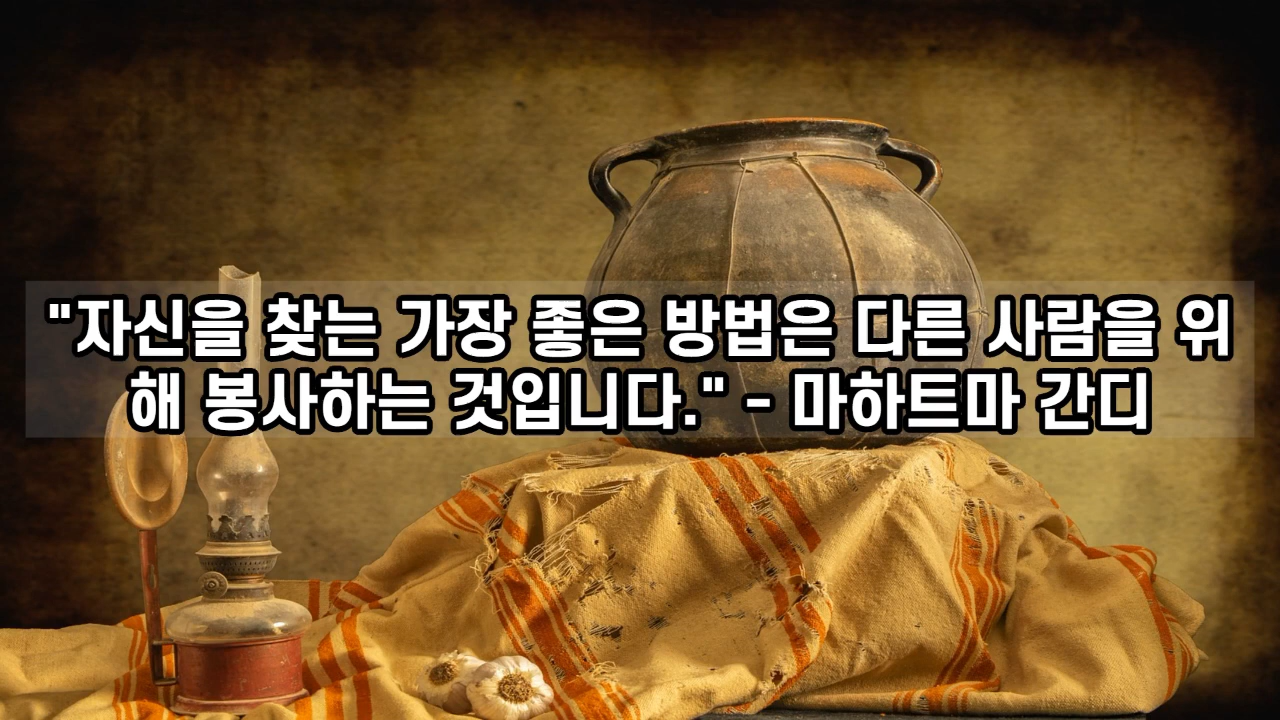 "자신을 찾는 가장 좋은 방법은 다른 사람을 위
해 봉사하는 것입니다." - 마하트마 간디